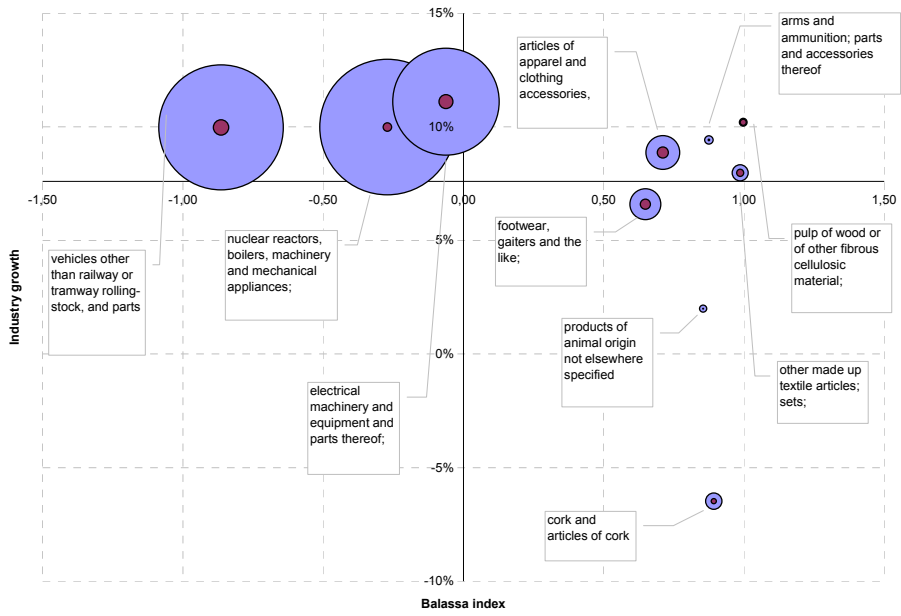 15%
arms and
ammunition; parts
and accessories
thereof
articles of
apparel and
clothing
accessories,
10%
-1,50
-1,00
-0,50
0,00
0,50
1,00
1,50
5%
0%
-5%
-10%
vehicles other
than railway or
tramway rolling-
stock, and parts
nuclear reactors,
boilers, machinery
and mechanical
appliances;
footwear,
gaiters and the
like;
pulp of wood or
of other fibrous
cellulosic
material;
products of
animal origin
not elsewhere
specified
other made up
textile articles;
sets;
electrical
machinery and
equipment and
parts thereof;
cork and
articles of cork
Industry growth
Balassa index